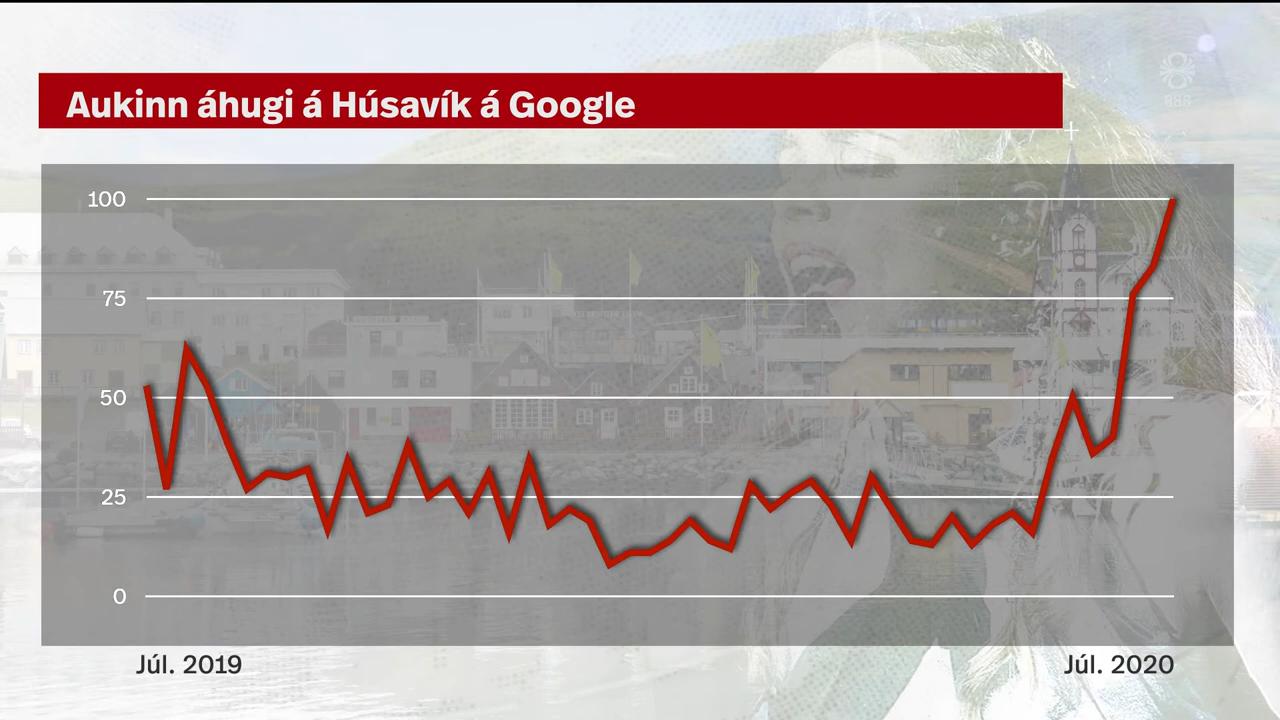 Aukinn áhugi á Húsavík á Google
100
75
50
25
0
Júl. 2019
Júl. 2020